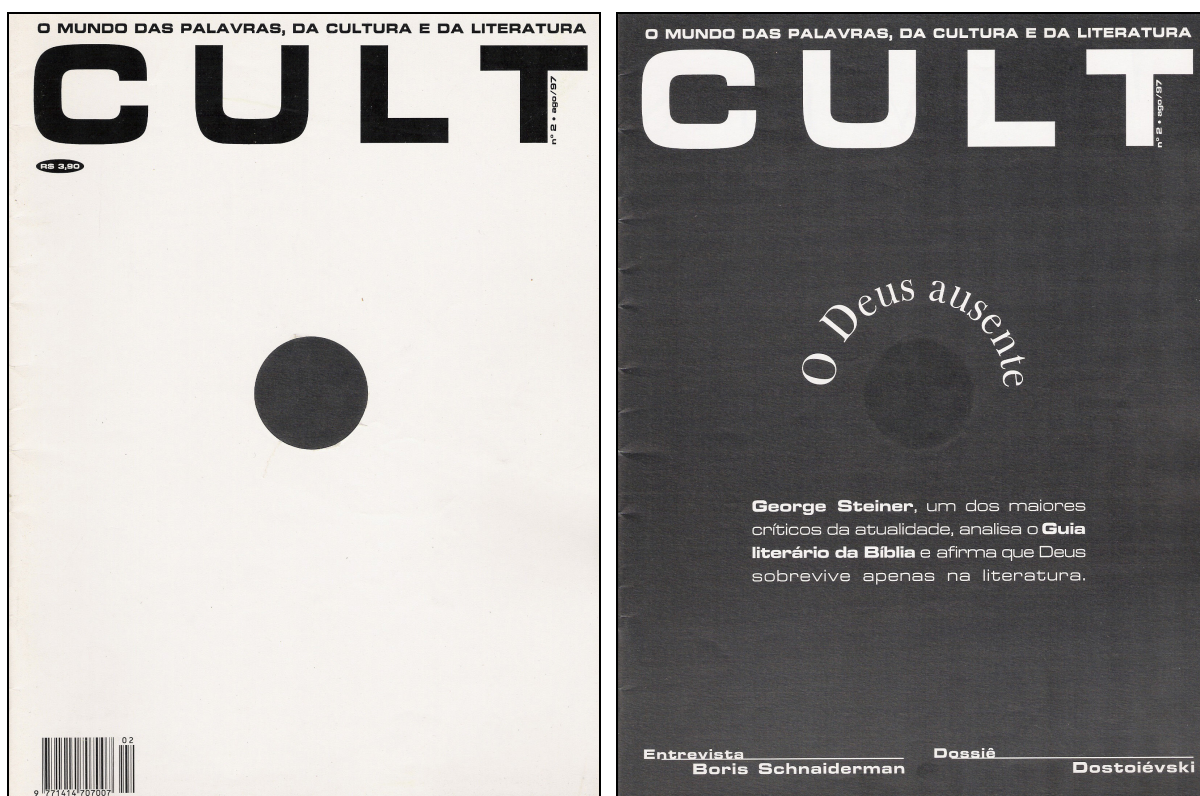 O MUNDO DAS PALAVRAS, DA CULTURA E DA LITERATURA
CULT
n° 2 • ago/97
R$ 3,90
02
9 771414 707007
O MUNDO DAS PALAVRAS, DA CULTURA E DA LITERATURA
CULT
n° 2 • ago/97
O Deus ausente
George Steiner, um dos maiores
críticos da atualidade, analisa o Guia
literário da Bíblia e afirma que Deus
sobrevive apenas na literatura.
Entrevista
Boris Schnaiderman
Dossiê
Dostoiévski